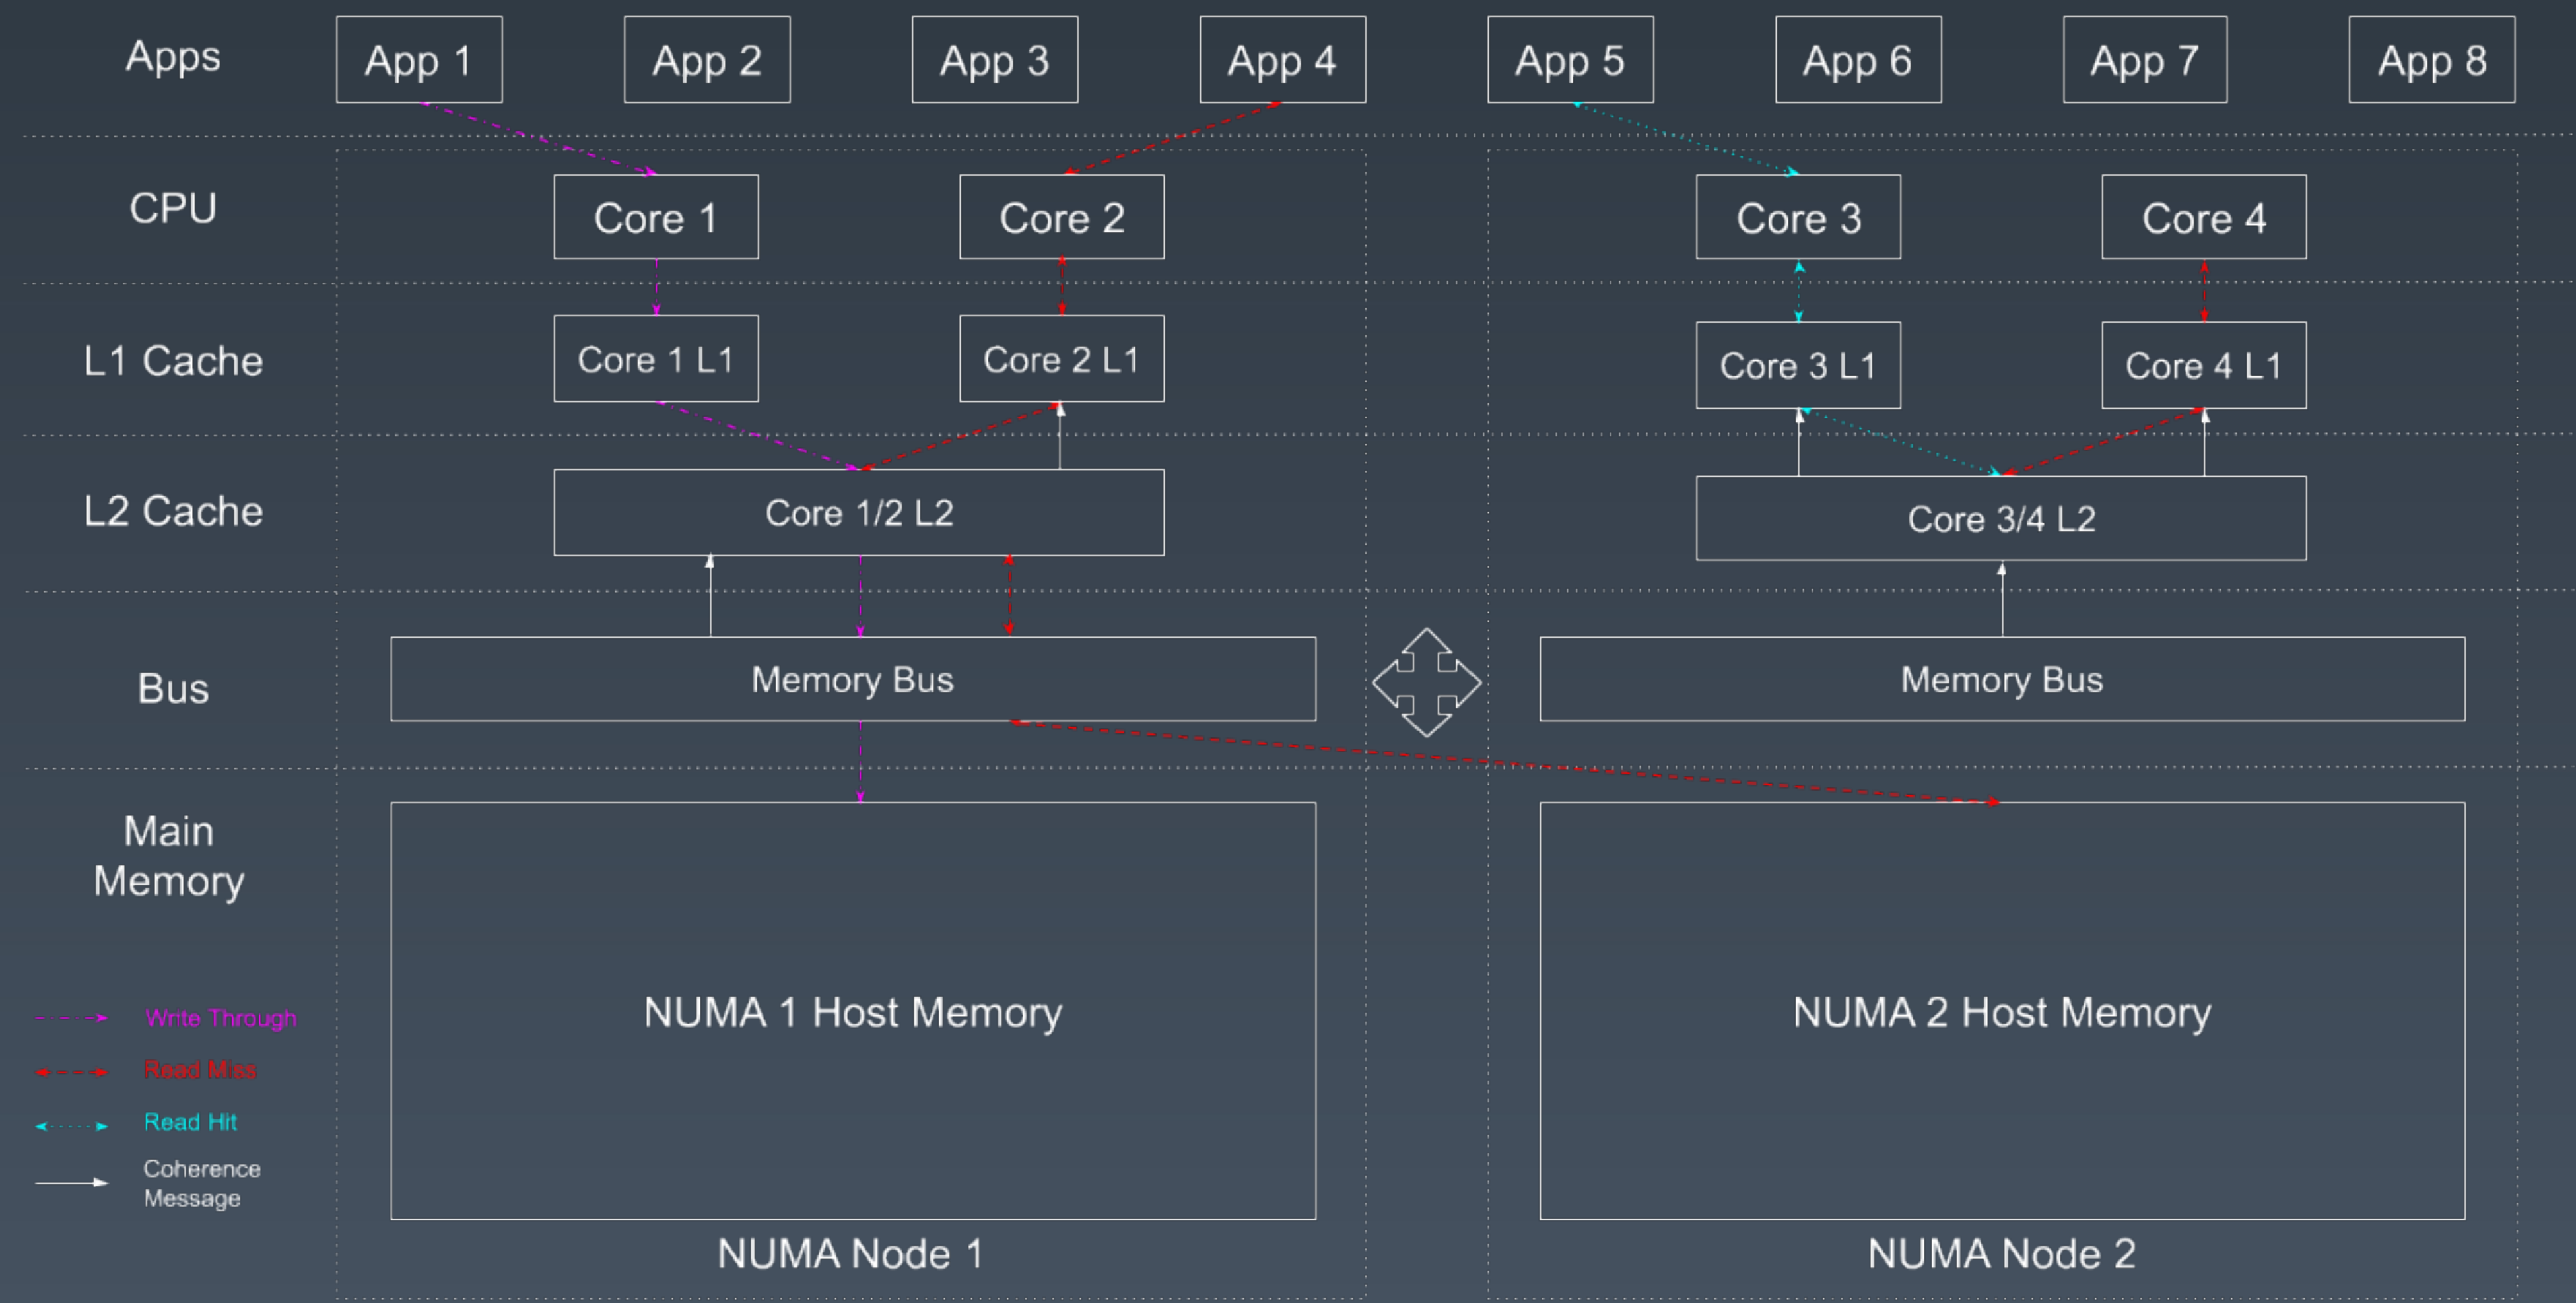 Apps
App 1
App 2
App 3
App 4
App 5
App 6
App 7
App 8
CPU
Core 1
Core 2
Core 3
Core 4
L1 Cache
Core 1 L1
Core 2 L1
Core 3 L1
Core 4 L1
L2 Cache
Core 1/2 L2
Core 3/4 L2
Bus
Memory Bus
Memory Bus
Main
Memory
NUMA 1 Host Memory
NUMA 2 Host Memory
Write Through
Read Miss
Read Hit
Coherence
Message
NUMA Node 1
NUMA Node 2